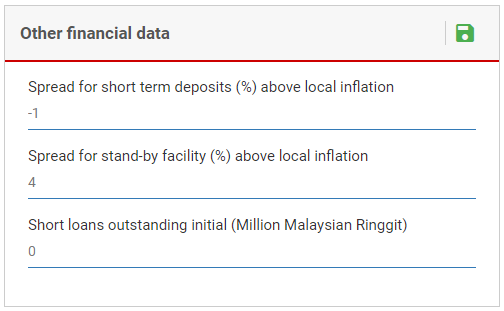 Other financial data
Spread for short term deposits (%) above local inflation
-1
Spread for stand-by facility (%) above local inflation
4
Short loans outstanding initial (Million Malaysian Ringgit)
0